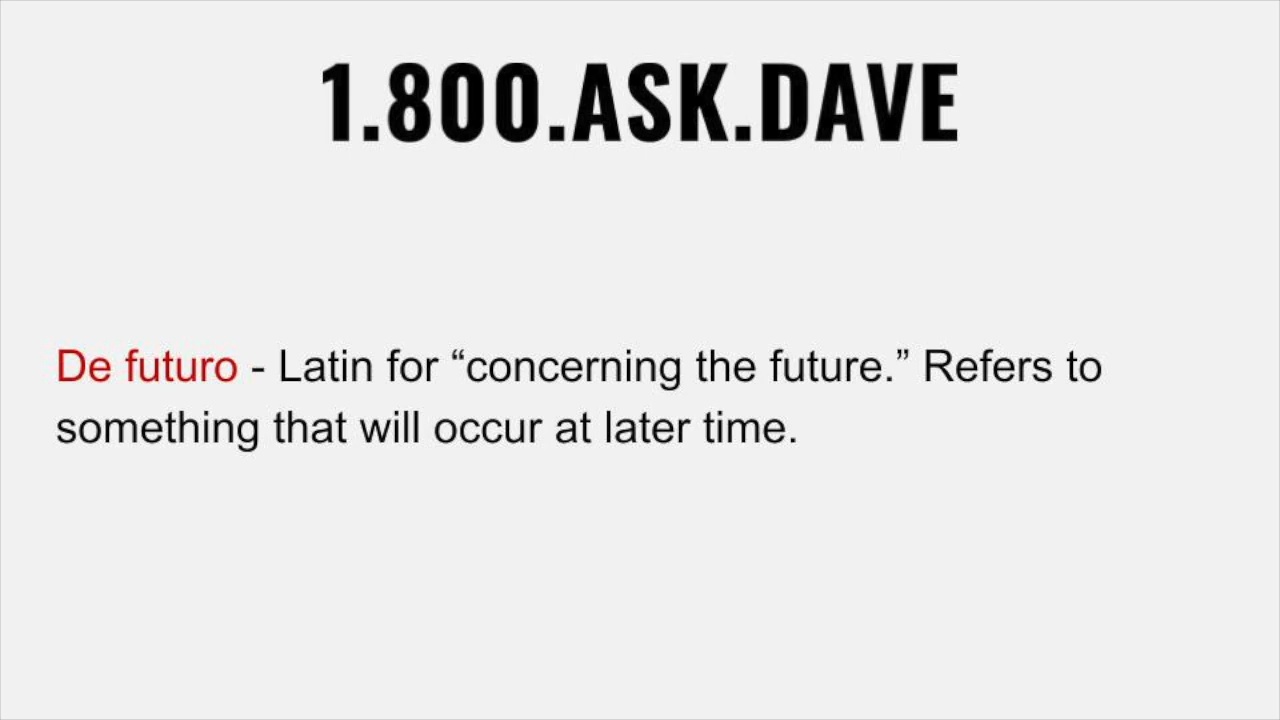 1.800.ASK.DAVE
De futuro - Latin for “concerning the future.” Refers to
something that will occur at later time.